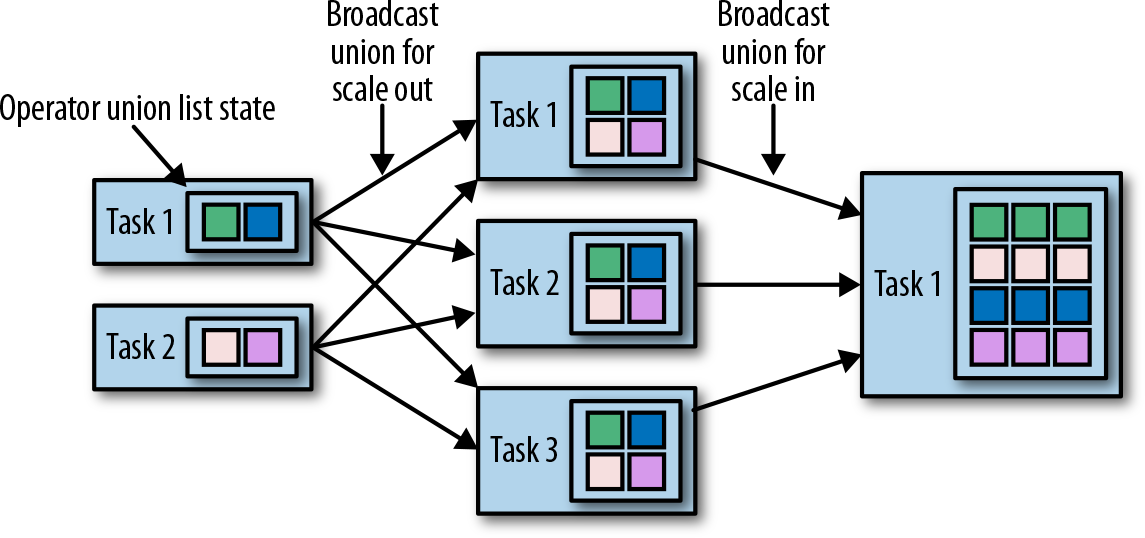 Broadcast
union for
scale out
Broadcast
union for
scale in
Operator union list state
Task 1
Task 2
Task 1
Task 2
Task 3
Task 1